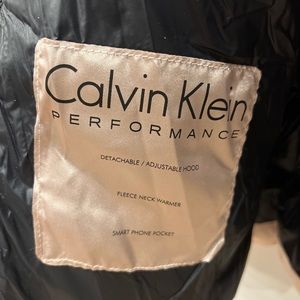 Calvin Klein
PERFORMANCE
DETACHABLE / ADJUSTABLE HOOD
FLEECE NECK WARMER
SMART PHONE POCKET